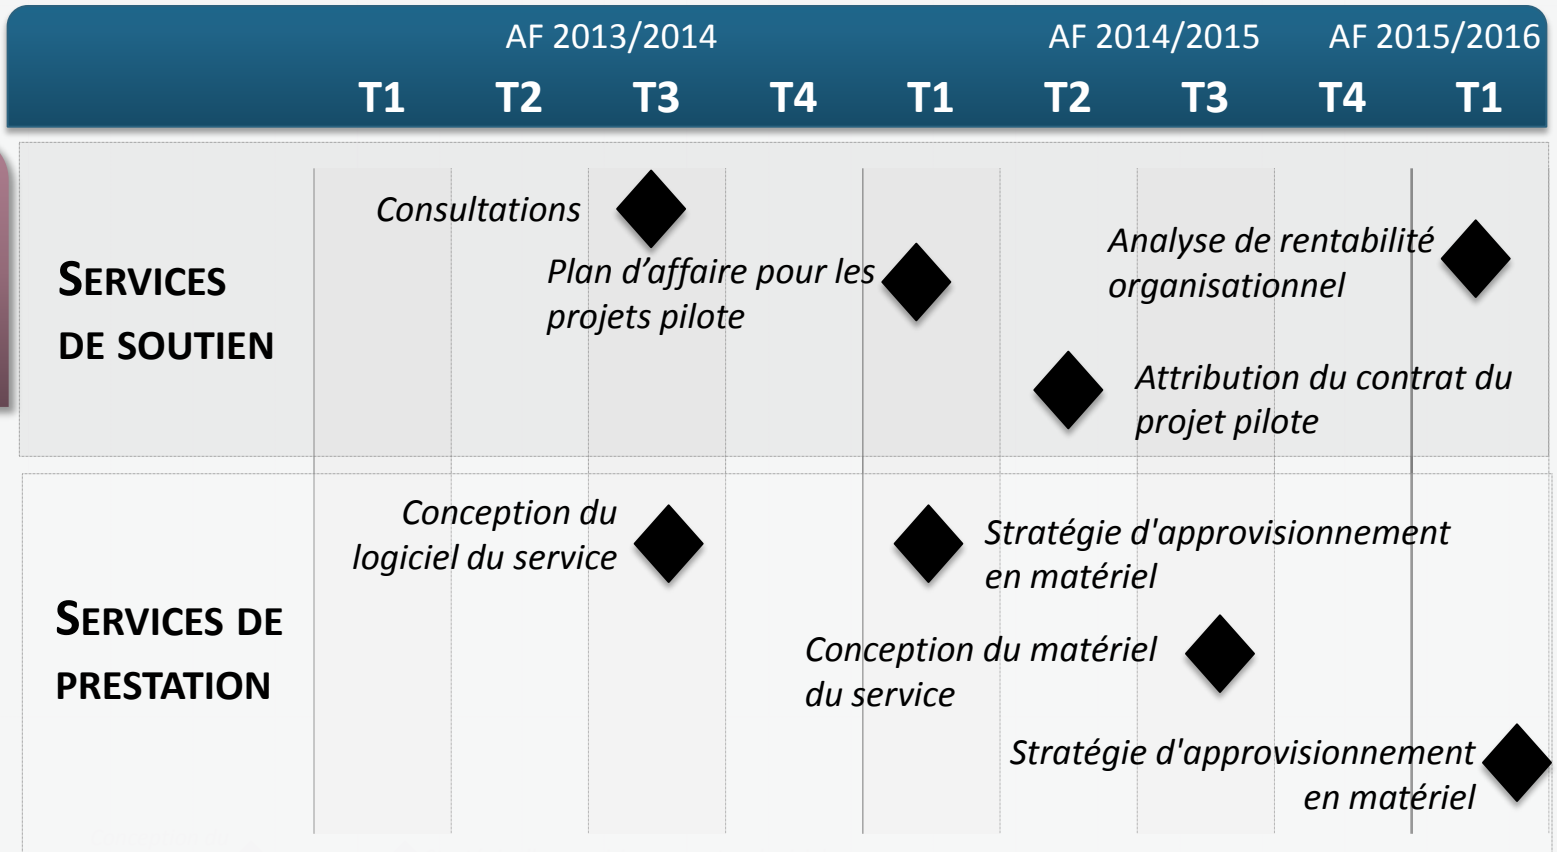 AF 2013/2014 AF 2014/2015 AF 2015/2016
T1 T2 T3 T4 T1 T2 T3 T4 T1
SERVICES
DE SOUTIEN
Consultations
Plan d’affaire pour les
projets pilote
Analyse de rentabilité
organisationnel
Attribution du contrat du
projet pilote
SERVICES DE
PRESTATION
Conception du
logiciel du service
Stratégie d'approvisionnement
en matériel
Conception du matériel
du service
Stratégie d'approvisionnement
en matériel